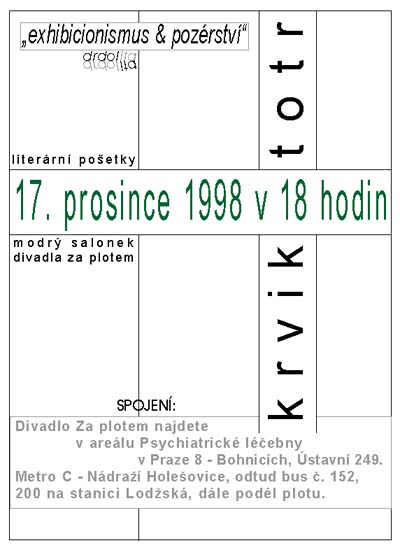 „exhibicionismus & pozérství“
drdolita
literární pošetky
17. prosince 1998 v 18 hodin
modrý salonek
divadla za plotem
krvik totr
SPOJENÍ:
Divadlo Za plotem najdete
v areálu Psychiatrické léčebny
v Praze 8 - Bohnicích, Ústavní 249.
Metro C - Nádraží Holešovice, odtud bus č. 152,
200 na stanici Lodžská, dále podél plotu.